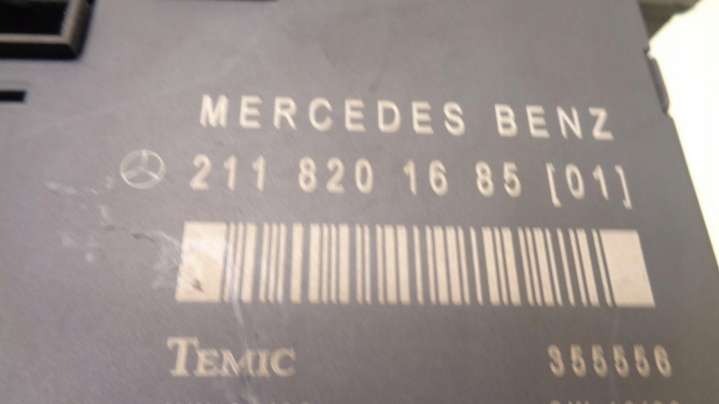 MERCEDES BENZ
211 820 16 85 [01]
TEMIC 355556